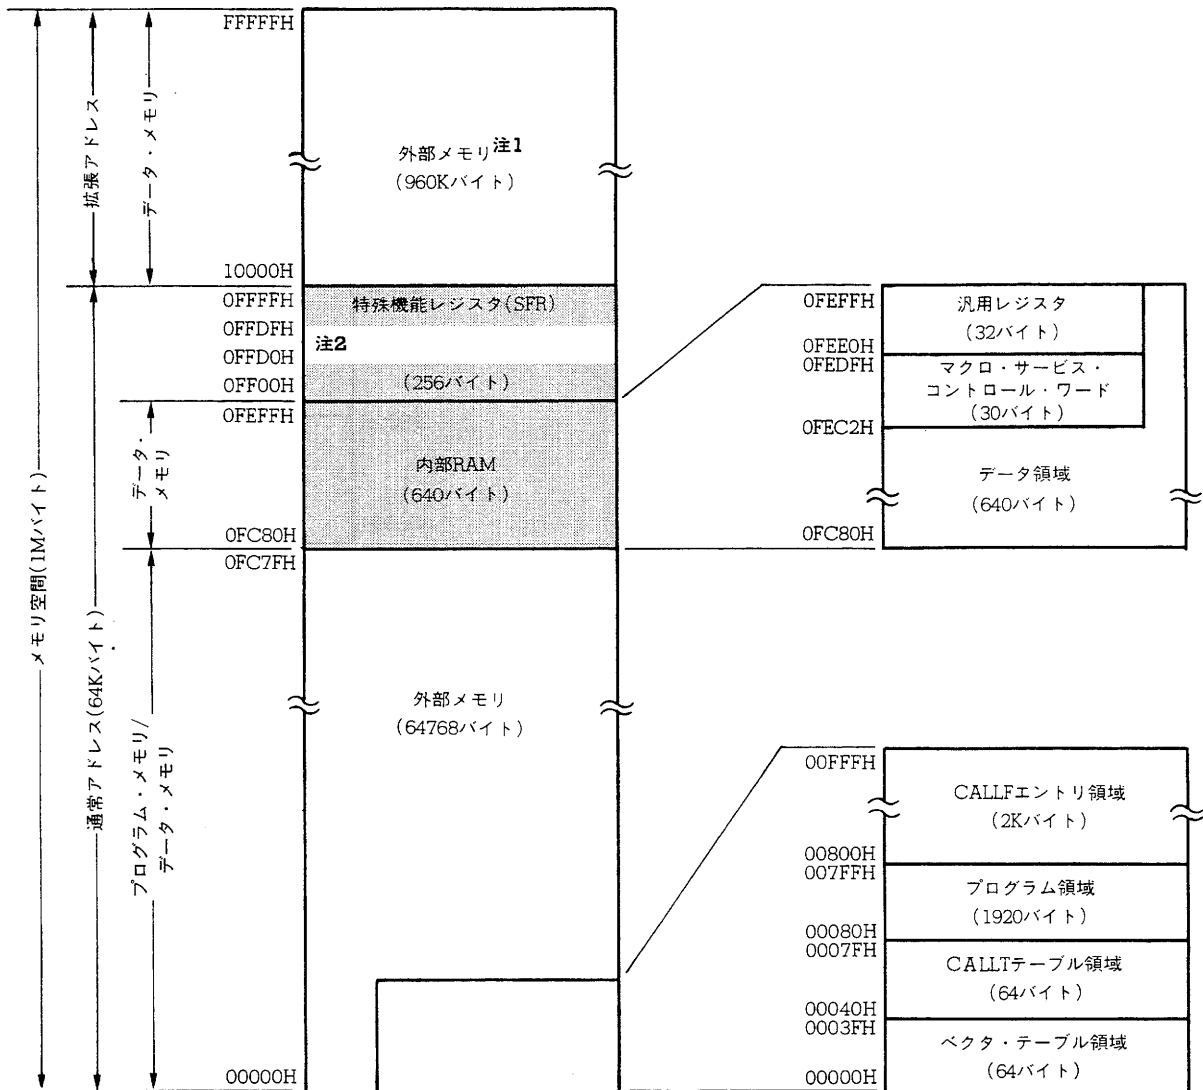 メモリ空間(1Mバイト)
拡張アドレス
通常アドレス(64Kバイト)
データ・メモリ
データ・
メモリ
プログラム・メモリ/
データ・メモリ
FFFFFH
外部メモリ注1
(960Kバイト)
10000H
0FFFFH
特殊機能レジスタ(SFR)
0FFDFH
注2
0FFD0H
0FF00H
(256バイト)
0FEFFH
内部RAM
(640バイト)
0FC80H
0FC7FH
外部メモリ
(64768バイト)
00000H
0FEFFH
汎用レジスタ
(32バイト)
0FEE0H
0FEDFH
マクロ・サービス・
コントロール・ワード
(30バイト)
0FEC2H
データ領域
(640バイト)
0FC80H
00FFFH
CALLFエントリ領域
(2Kバイト)
00800H
007FFH
プログラム領域
(1920バイト)
00080H
0007FH
CALLTテーブル領域
(64バイト)
00040H
0003FH
ベクタ・テーブル領域
(64バイト)
00000H